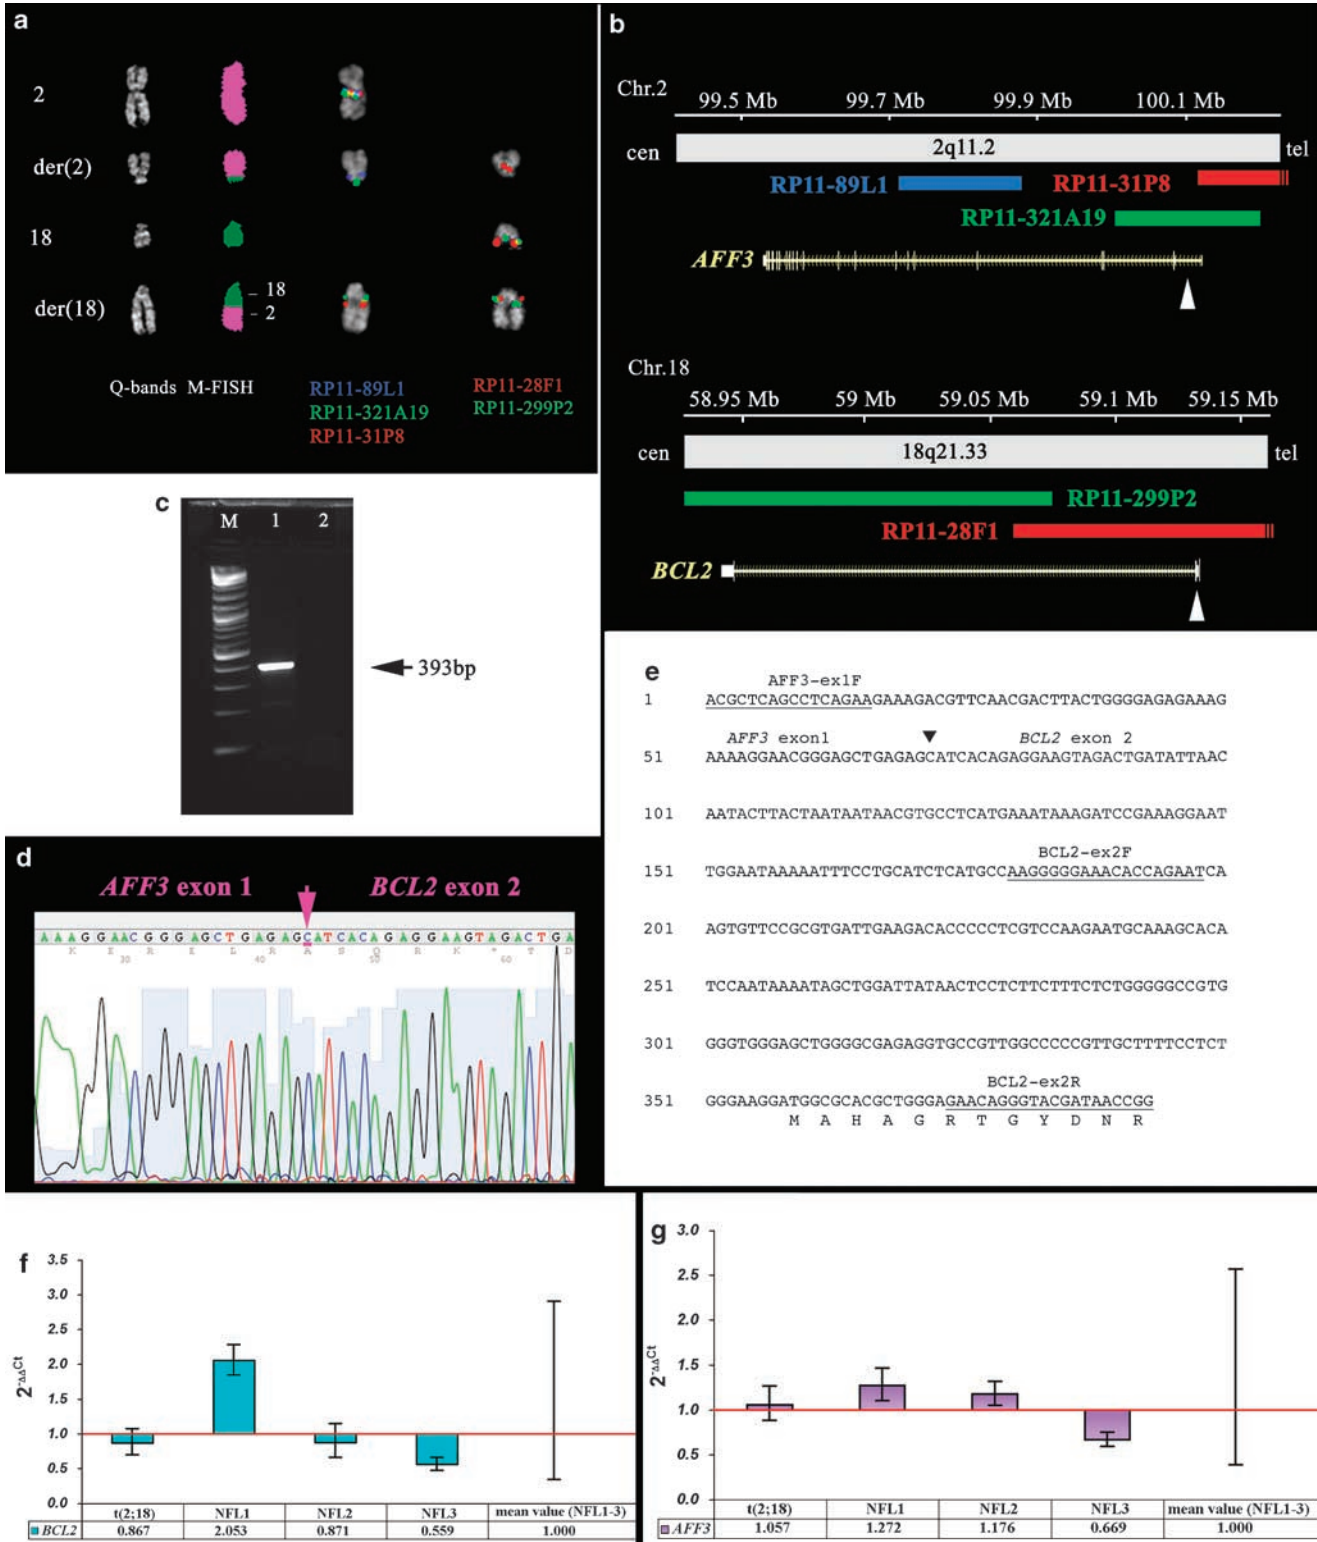 a
2
der(2)
18
der(18)
18
2
Q-bands M-FISH RP11-89L1 RP11-28F1
RP11-321A19 RP11-299P2
RP11-31P8
b
Chr.2
99.5 Mb 99.7 Mb 99.9 Mb 100.1 Mb
cen 2q11.2 tel
RP11-89L1 RP11-31P8
RP11-321A19
AFF3
Chr.18
58.95 Mb 59 Mb 59.05 Mb 59.1 Mb 59.15 Mb
cen 18q21.33 tel
RP11-299P2
RP11-28F1
BCL2
c
M 1 2
393bp
d
AFF3 exon 1 BCL2 exon 2
AAAGGAACGGGAGCTGAGAGCATCACAGAGGAAGTAGACTGA
30 40 50 60
e
AFF3-ex1F
1 ACGCTCAGCCTCAGAAGAAAGACGTTCAACGACTTACTGGGGAGAGAAAG
AFF3 exon1 BCL2 exon 2
51 AAAAGGAACGGGAGCTGAGAGCATCACAGAGGAAGTAGACTGATATTAAC
101 AATACTTACTAATAATAACGTGCCTCATGAAATAAAGATCCGAAAGGAAT
BCL2-ex2F
151 TGGAATAAAAATTTCCTGCATCTCATGCCAAGGGGGAAACACCAGAATCA
201 AGTGTTCCGCGTGATTGAAGACACCCCCTCGTCCAAGAATGCAAAGCACA
251 TCCAATAAAATAGCTGGATTATAACTCCTCTTCTTTCTCTGGGGGCCGTG
301 GGGTGGGAGCTGGGGCGAGAGGTGCCGTTGGCCCCCGTTGCTTTTCCTCT
BCL2-ex2R
351 GGGAAGGATGGCGCACGCTGGGAGAACAGGGTACGATAACCGG
M A H A G R T G Y D N R
f
3.5
3.0
2.5
2.0
1.5
1.0
0.5
0.0
2-ΔΔCt
t(2;18) NFL1 NFL2 NFL3 mean value (NFL1-3)
BCL2 0.867 2.053 0.871 0.559 1.000
g
3.0
2.5
2.0
1.5
1.0
0.5
0.0
2-ΔΔCt
t(2;18) NFL1 NFL2 NFL3 mean value (NFL1-3)
AFF3 1.057 1.272 1.176 0.669 1.000